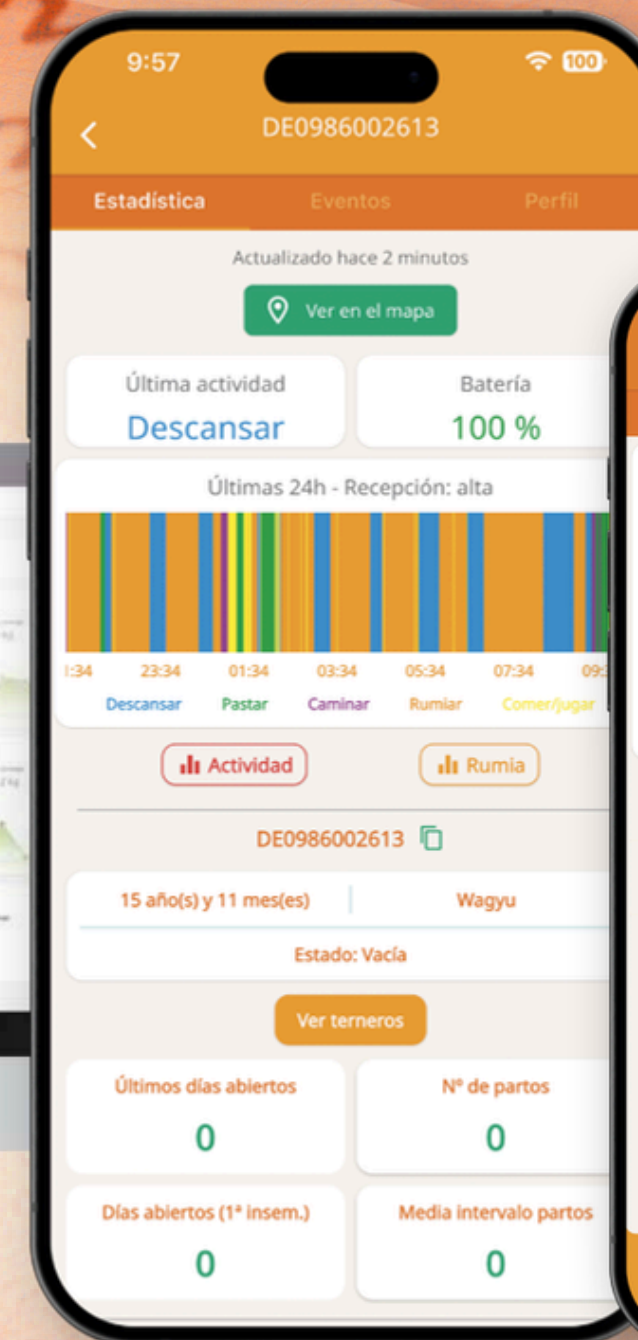 9:57
100
DE0986002613
Estadística Eventos Perfil
Actualizado hace 2 minutos
Ver en el mapa
Última actividad Batería
Descansar 100 %
Últimas 24h - Recepción: alta
1:34 23:34 01:34 03:34 05:34 07:34 09:
Descansar Pastar Caminar Rumiar Comer/jugar
Actividad Rumia
DE0986002613
15 año(s) y 11 mes(es) Wagyu
Estado: Vacía
Ver terneros
Últimos días abiertos Nº de partos
0 0
Días abiertos (1ª insem.) Media intervalo partos
0 0